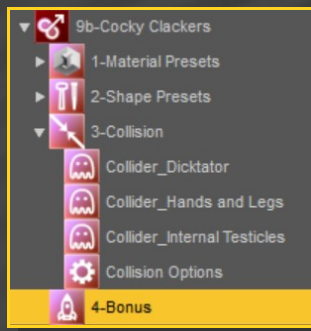 9b-Cocky Clackers
1-Material Presets
2-Shape Presets
3-Collision
Collider_Dicktator
Collider_Hands and Legs
Collider_Internal Testicles
Collision Options
4-Bonus